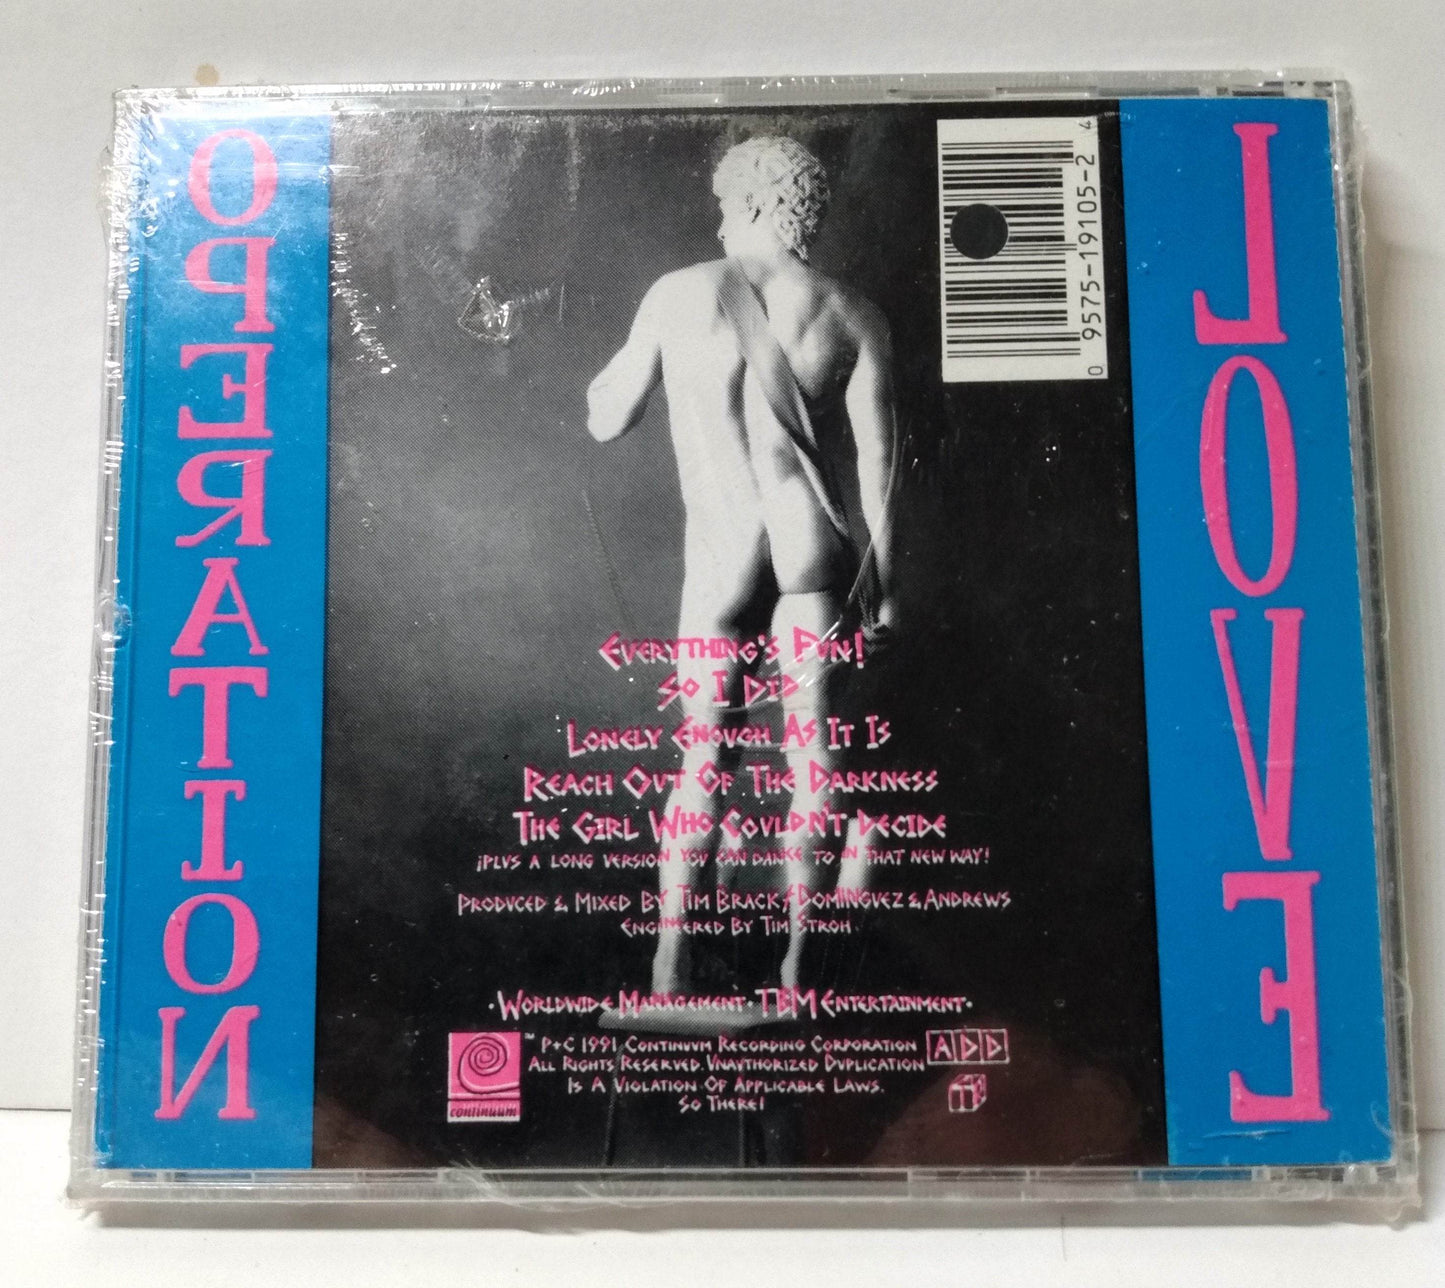 OPERATION
LOVE
0 9575-19105-2 4
EVERYTHING'S FUN!
SO I DID
LONELY ENOUGH AS IT IS
REACH OUT OF THE DARKNESS
THE GIRL WHO COULDN'T DECIDE
¡PLUS A LONG VERSION YOU CAN DANCE TO IN THAT NEW WAY!
PRODUCED & MIXED BY TIM BRACK, DOMINGUEZ & ANDREWS
ENGINEERED BY TIM STROH.
·WORLDWIDE MANAGEMENT· TBM ENTERTAINMENT·
continuum
™ P+C 1991 CONTINUUM RECORDING CORPORATION
ALL RIGHTS RESERVED. UNAUTHORIZED DUPLICATION
IS A VIOLATION OF APPLICABLE LAWS.
SO THERE!
ADD